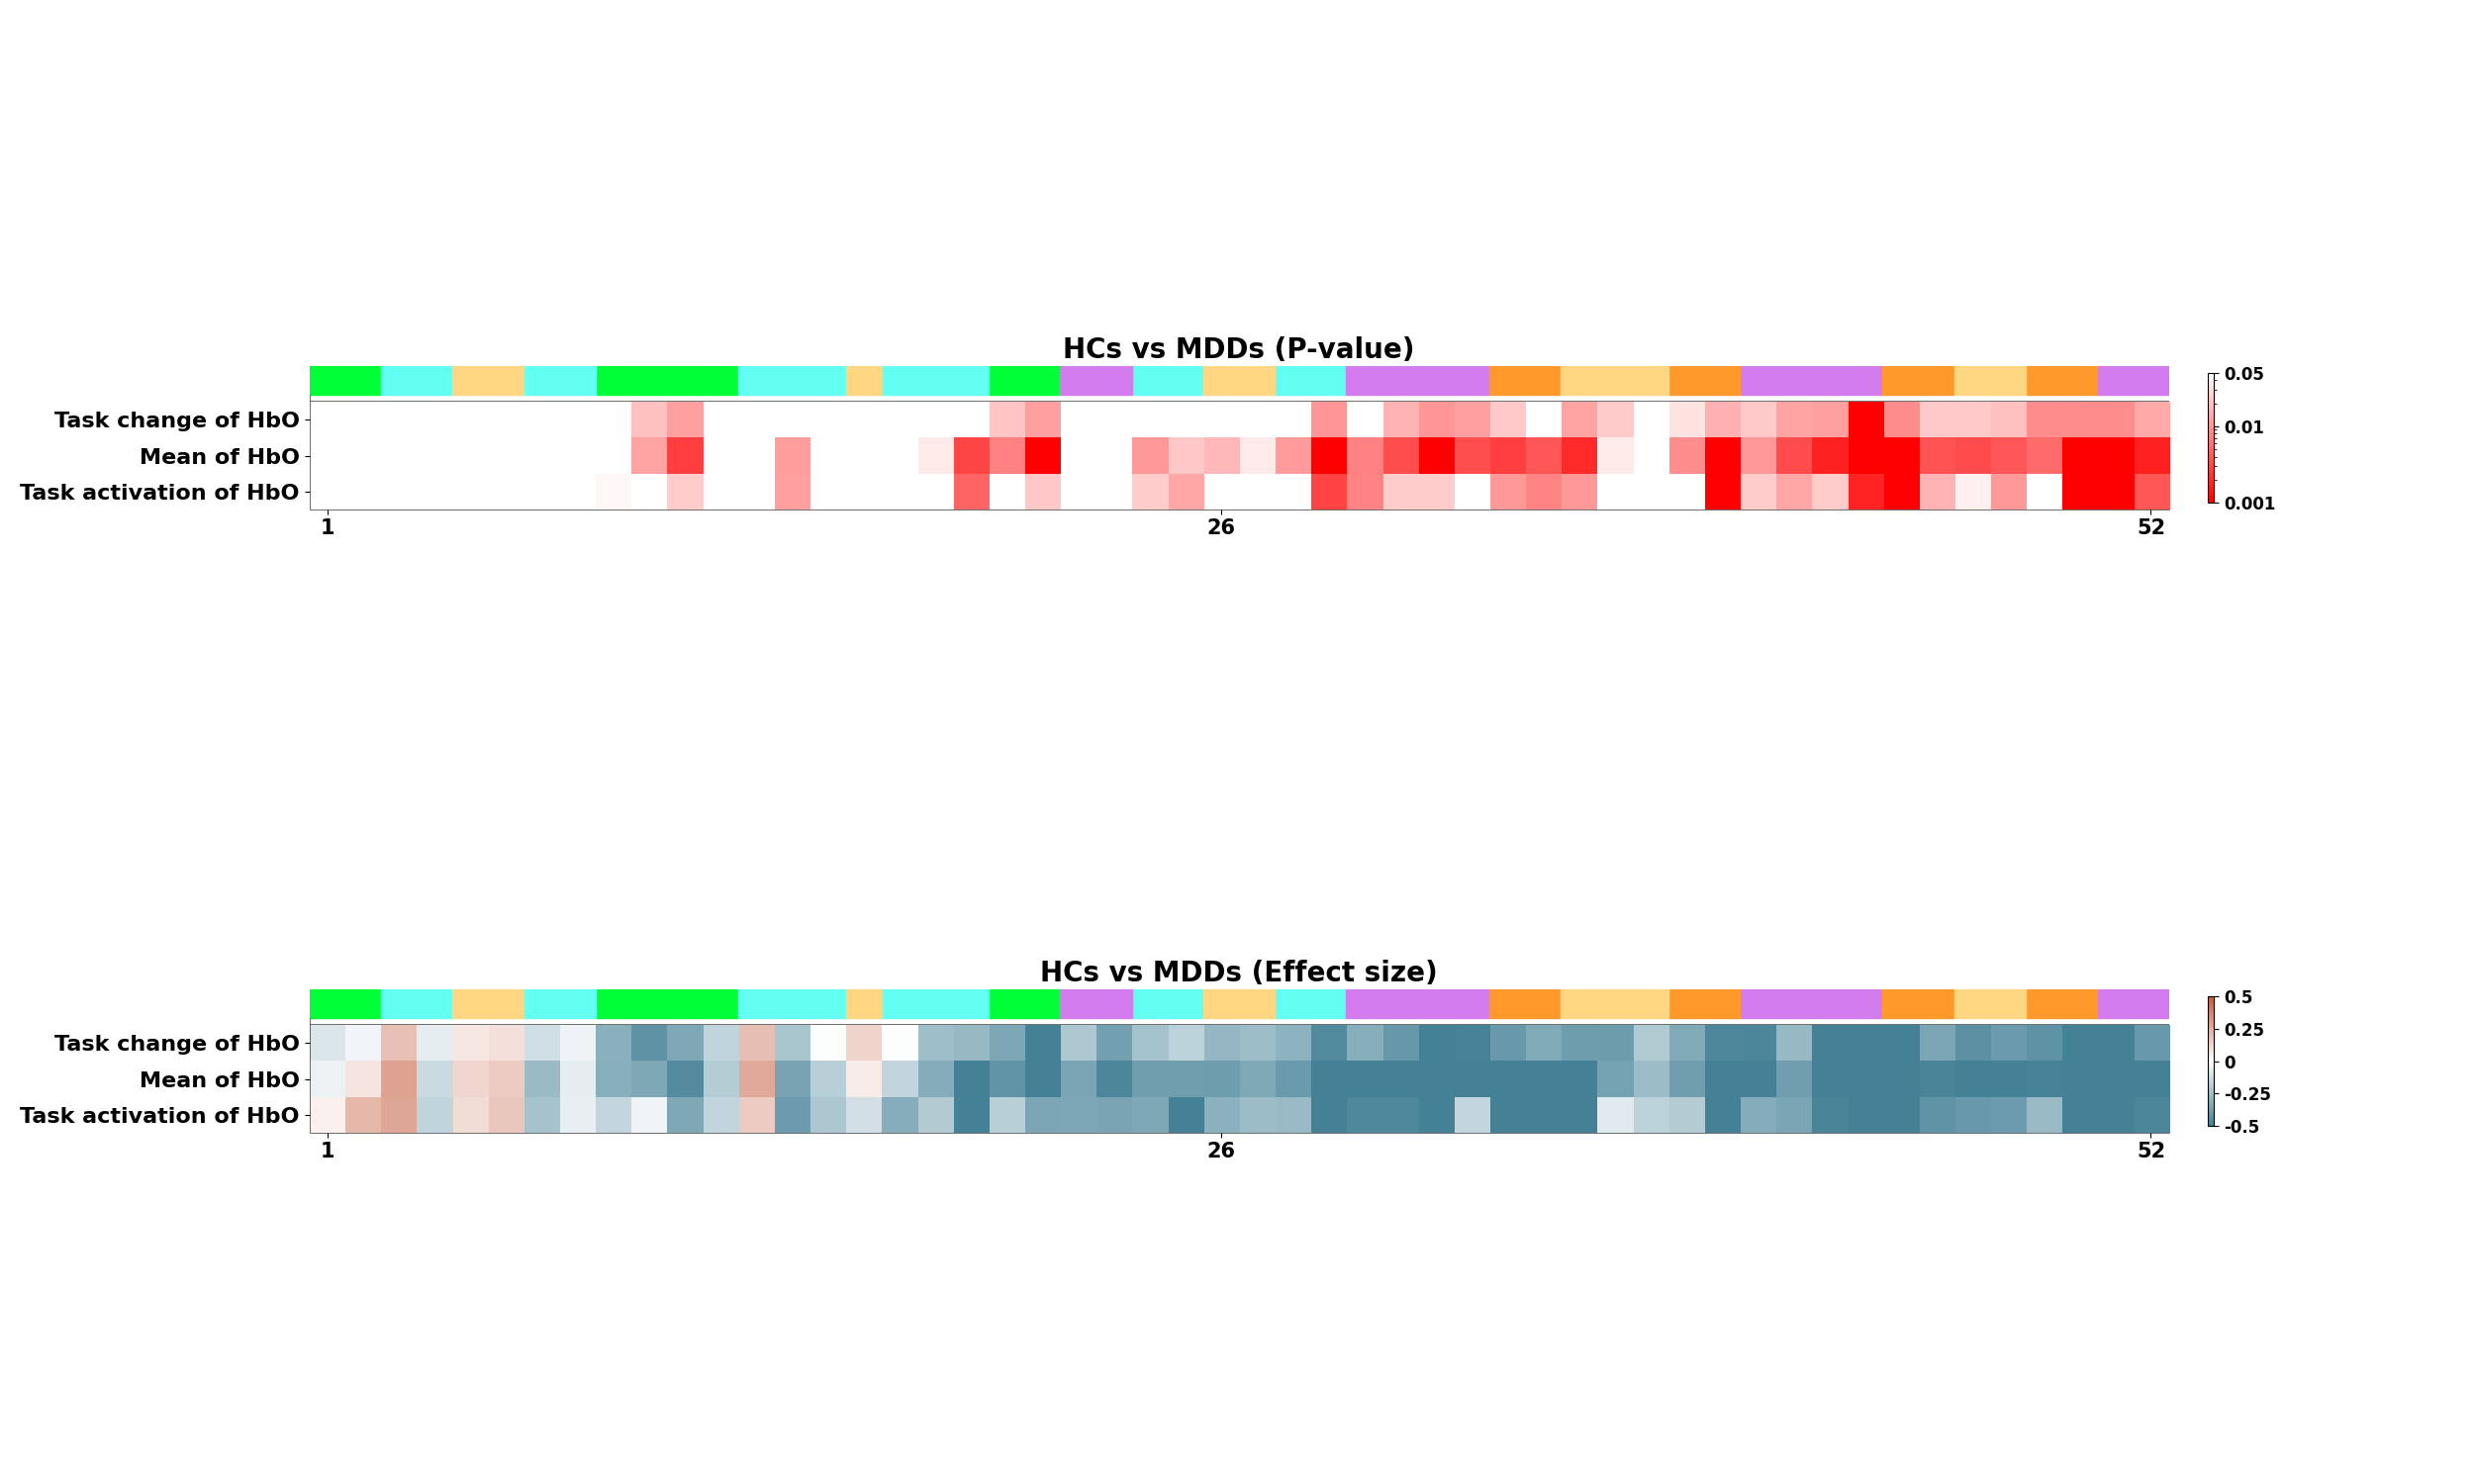 HCs vs MDDs (P-value)
Task change of HbO
Mean of HbO
Task activation of HbO
1 26 52
0.05
0.01
0.001
HCs vs MDDs (Effect size)
Task change of HbO
Mean of HbO
Task activation of HbO
1 26 52
0.5
0.25
0
-0.25
-0.5